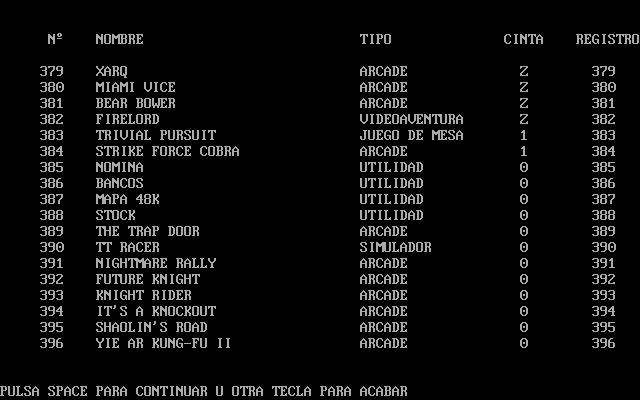 Nº NOMBRE TIPO CINTA REGISTRO
379 XARQ ARCADE Z 379
380 MIAMI VICE ARCADE Z 380
381 BEAR BOWER ARCADE Z 381
382 FIRELORD VIDEOAVENTURA Z 382
383 TRIVIAL PURSUIT JUEGO DE MESA 1 383
384 STRIKE FORCE COBRA ARCADE 1 384
385 NOMINA UTILIDAD 0 385
386 BANCOS UTILIDAD 0 386
387 MAPA 48K UTILIDAD 0 387
388 STOCK UTILIDAD 0 388
389 THE TRAP DOOR ARCADE 0 389
390 TT RACER SIMULADOR 0 390
391 NIGHTMARE RALLY ARCADE 0 391
392 FUTURE KNIGHT ARCADE 0 392
393 KNIGHT RIDER ARCADE 0 393
394 IT'S A KNOCKOUT ARCADE 0 394
395 SHAOLIN'S ROAD ARCADE 0 395
396 YIE AR KUNG-FU II ARCADE 0 396
PULSA SPACE PARA CONTINUAR U OTRA TECLA PARA ACABAR